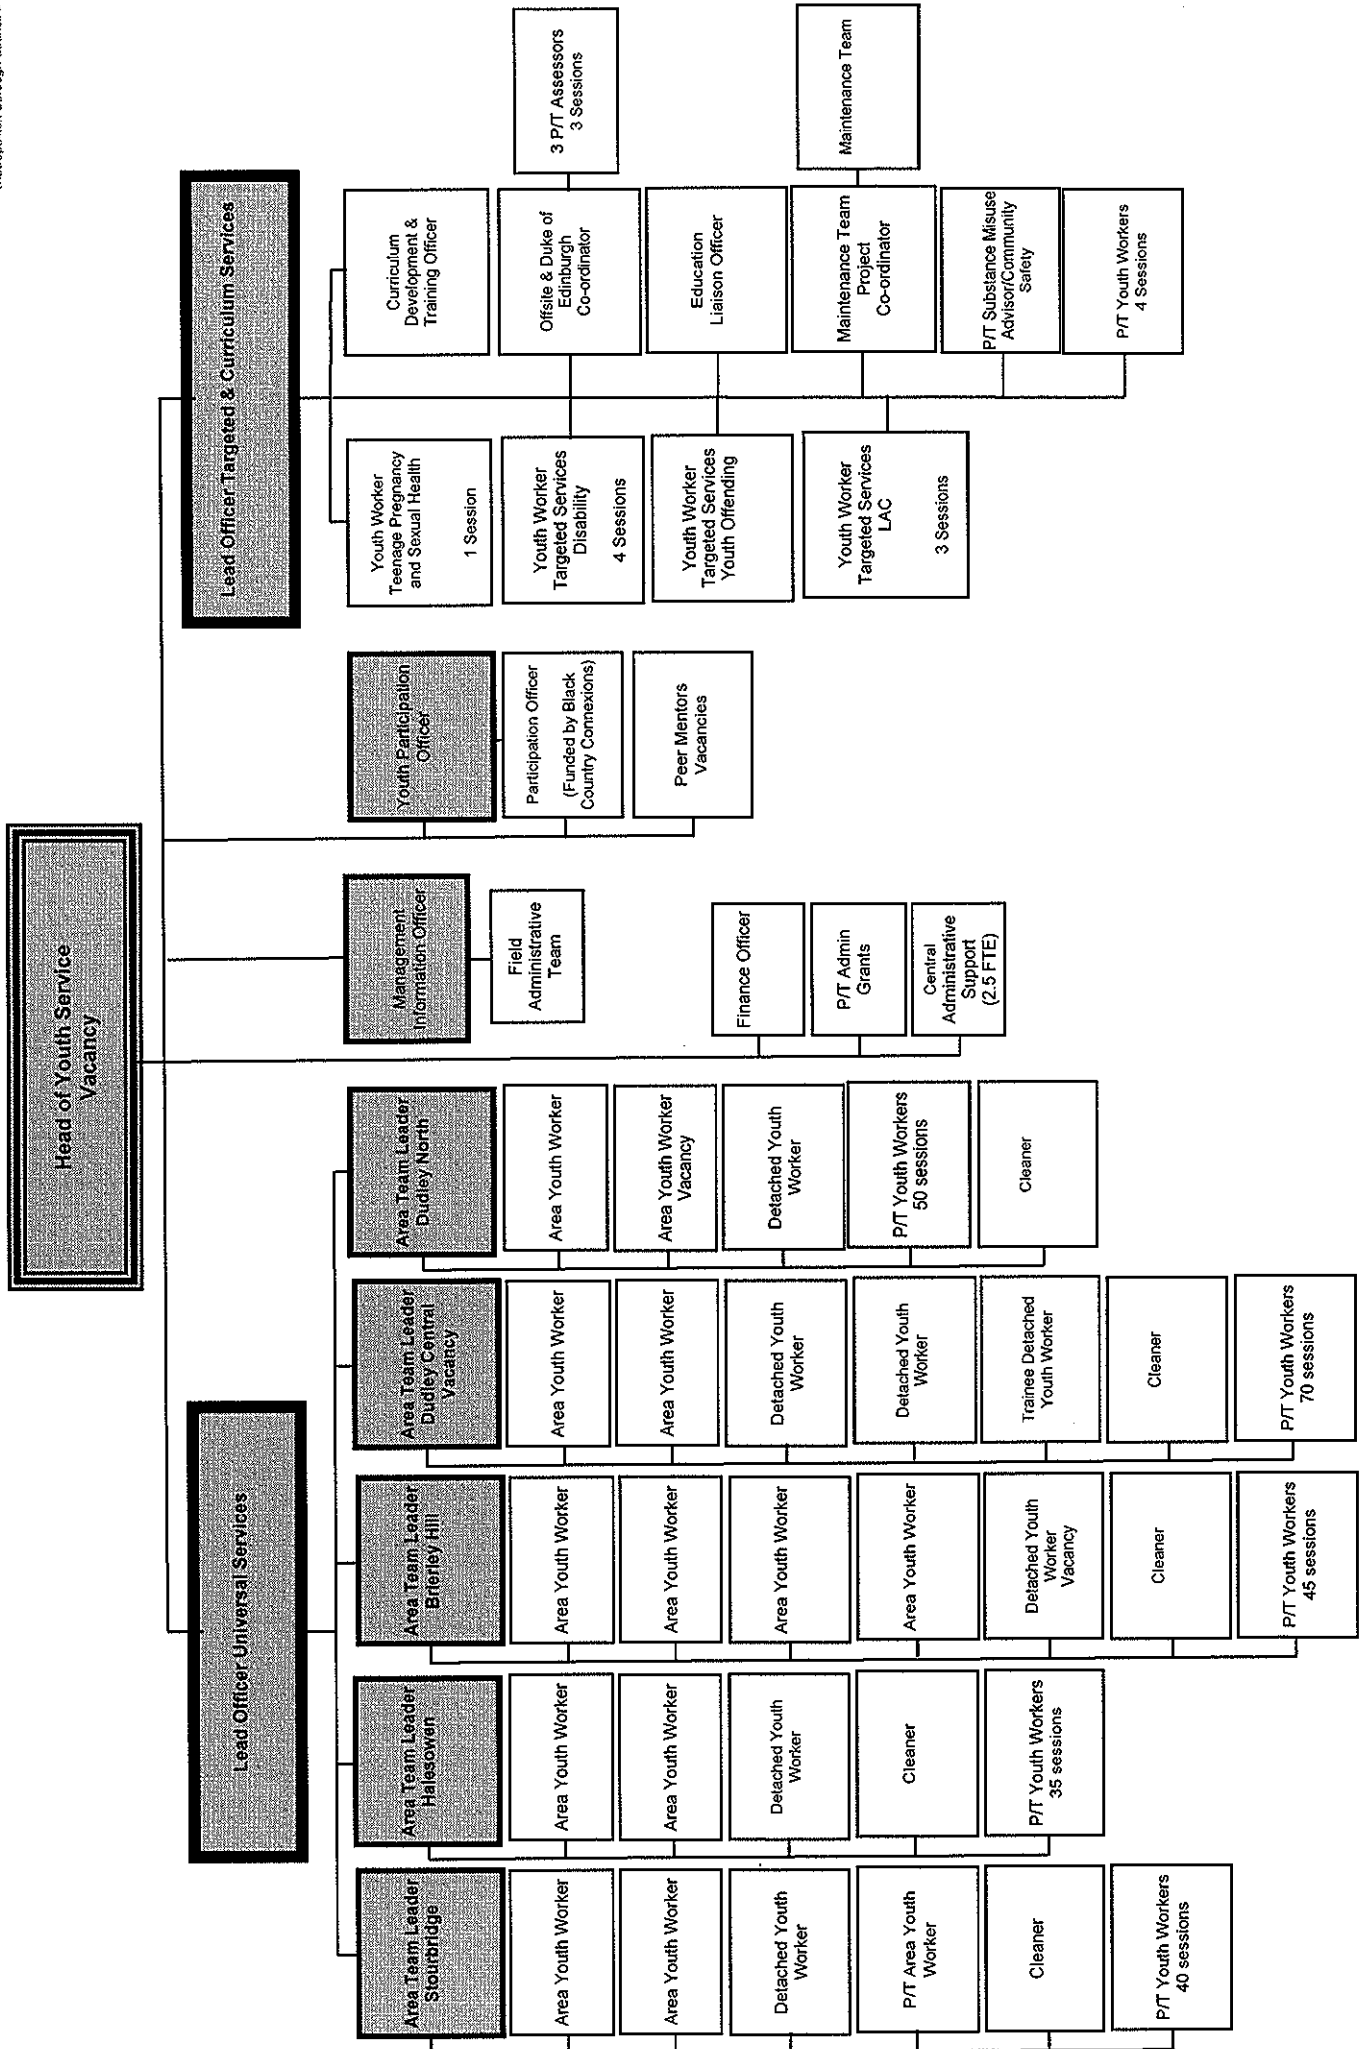 Head of Youth Service
Vacancy
Lead Officer Universal Services
Lead Officer Targeted & Curriculum Services
Area Team Leader
Stourbridge
Area Youth Worker
Area Youth Worker
Detached Youth
Worker
P/T Area Youth
Worker
Cleaner
P/T Youth Workers
40 sessions
Area Team Leader
Halesowen
Area Youth Worker
Area Youth Worker
Detached Youth
Worker
Cleaner
P/T Youth Workers
35 sessions
Area Team Leader
Brierley Hill
Area Youth Worker
Area Youth Worker
Area Youth Worker
Area Youth Worker
Detached Youth
Worker
Vacancy
Cleaner
P/T Youth Workers
45 sessions
Area Team Leader
Dudley Central
Vacancy
Area Youth Worker
Area Youth Worker
Detached Youth
Worker
Detached Youth
Worker
Trainee Detached
Youth Worker
Cleaner
P/T Youth Workers
70 sessions
Area Team Leader
Dudley North
Area Youth Worker
Area Youth Worker
Vacancy
Detached Youth
Worker
P/T Youth Workers
50 sessions
Cleaner
Finance Officer
P/T Admin
Grants
Central
Administrative
Support
(2.5 FTE)
Management
Information Officer
Field
Administrative
Team
Youth Participation
Officer
Participation Officer
(Funded by Black
Country Connexions)
Peer Mentors
Vacancies
Youth Worker
Teenage Pregnancy
and Sexual Health
1 Session
Youth Worker
Targeted Services
Disability
4 Sessions
Youth Worker
Targeted Services
Youth Offending
Youth Worker
Targeted Services
LAC
3 Sessions
Curriculum
Development &
Training Officer
Offsite & Duke of
Edinburgh
Co-ordinator
Education
Liaison Officer
Maintenance Team
Project
Co-ordinator
P/T Substance Misuse
Advisor/Community
Safety
P/T Youth Workers
4 Sessions
3 P/T Assessors
3 Sessions
Maintenance Team